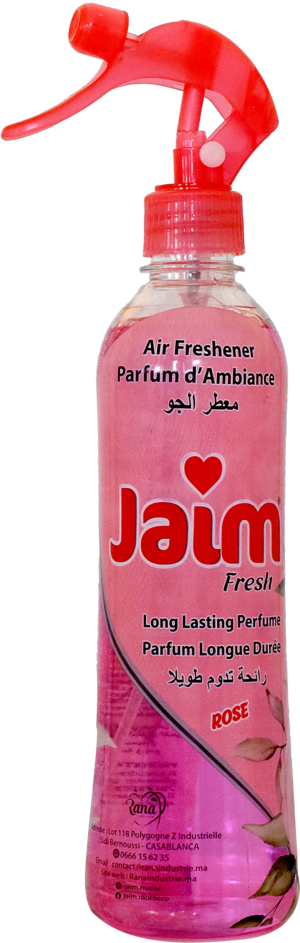 Air Freshener
Parfum d'Ambiance
معطر الجو
Jaim
Fresh
Long Lasting Perfume
Parfum Longue Durée
رائحة تدوم طويلا
ROSE
Rana
Adresse : Lot 118 Polygogne Z Industrielle
Sidi Bernoussi - CASABLANCA
0666 15 62 35
Email : contact@ranaindustrie.ma
Site web : Ranaindustrie.ma
jaim.maroc
jaim.morocco